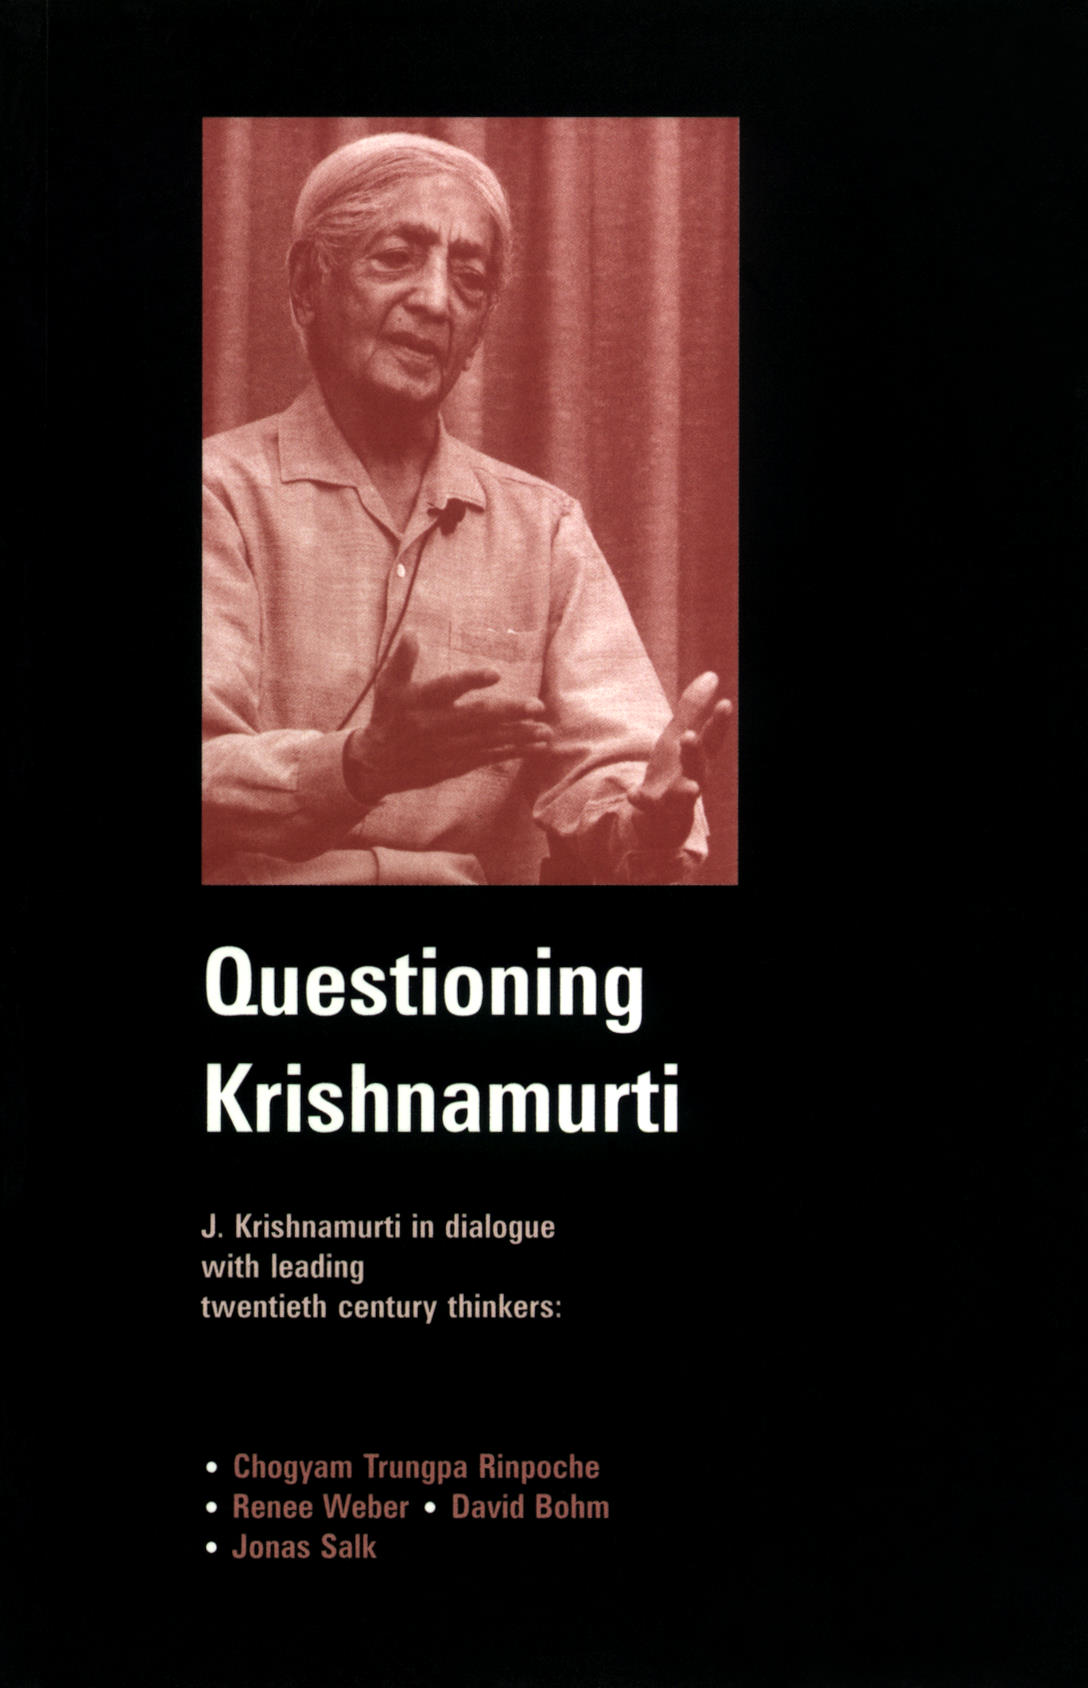 Questioning
Krishnamurti
J. Krishnamurti in dialogue
with leading
twentieth century thinkers:
• Chogyam Trungpa Rinpoche
• Renee Weber • David Bohm
• Jonas Salk